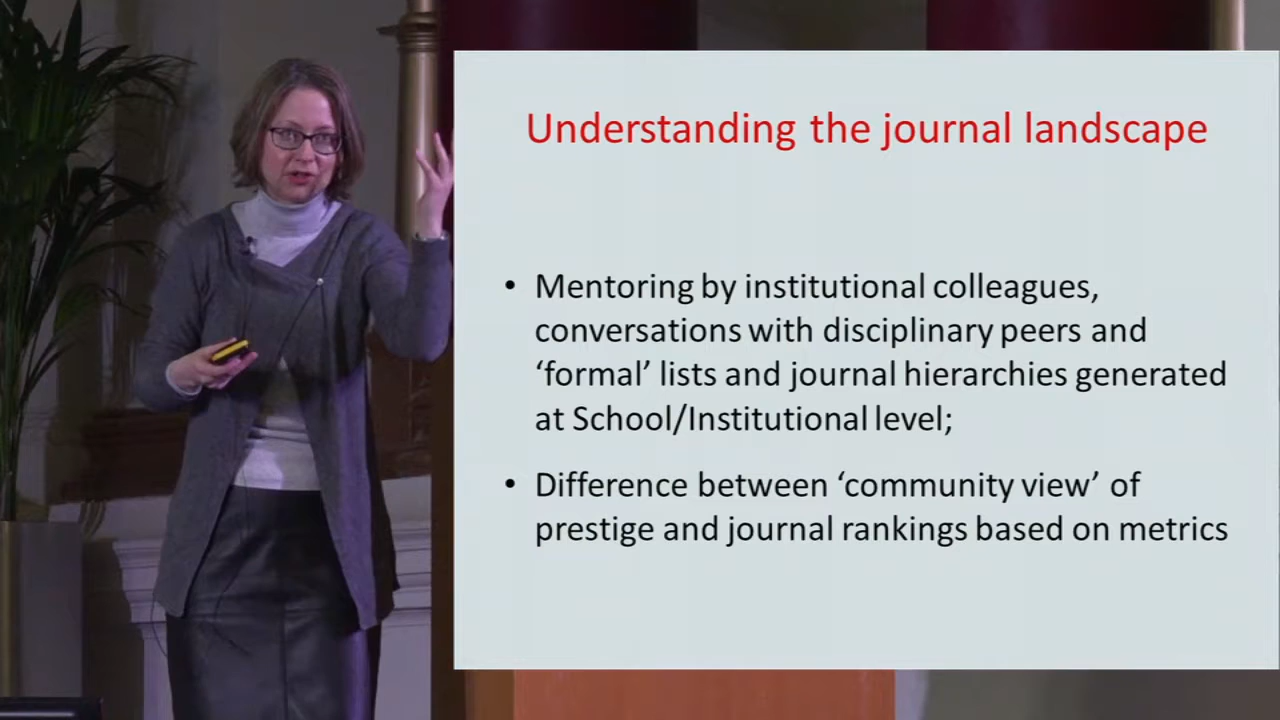 Understanding the journal landscape
• Mentoring by institutional colleagues,
conversations with disciplinary peers and
‘formal’ lists and journal hierarchies generated
at School/Institutional level;
• Difference between ‘community view’ of
prestige and journal rankings based on metrics